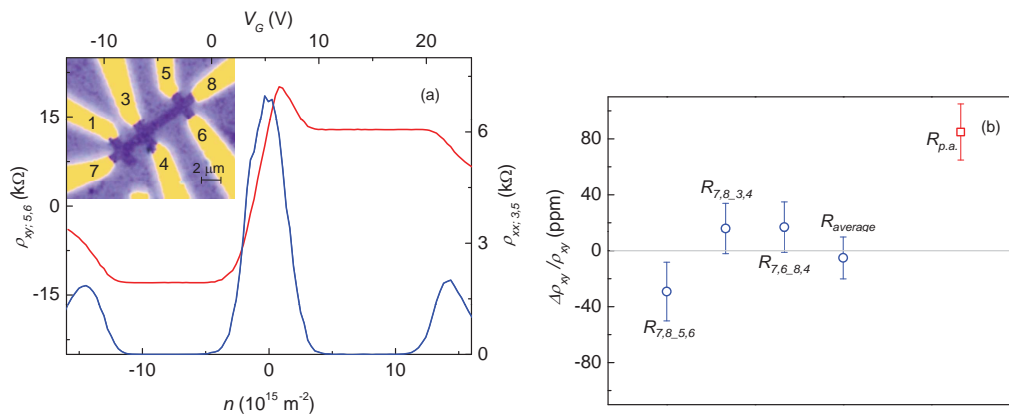 V_G (V)
-10 0 10 20
(a)
5
8
3
1
6
7
4
2 μm
15
0
-15
ρ_xy; 5,6 (kΩ)
6
3
0
ρ_xx; 3,5 (kΩ)
-10 0 10
n (10^15 m^-2)
(b)
80
40
0
-40
-80
Δρ_xy /ρ_xy (ppm)
R_p.a.
R_7,8_3,4
R_average
R_7,6_8,4
R_7,8_5,6